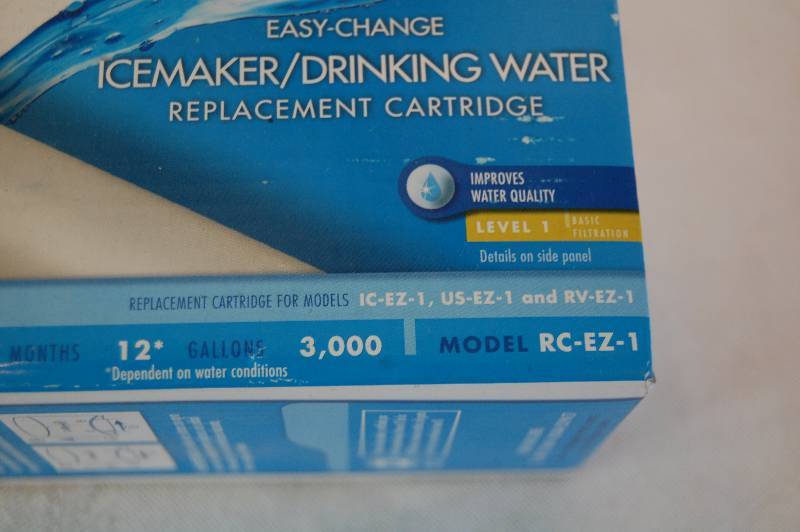 EASY-CHANGE
ICEMAKER/DRINKING WATER
REPLACEMENT CARTRIDGE
IMPROVES
WATER QUALITY
LEVEL 1 BASIC
FILTRATION
Details on side panel
REPLACEMENT CARTRIDGE FOR MODELS IC-EZ-1, US-EZ-1 and RV-EZ-1
MONTHS 12* GALLONS 3,000 MODEL RC-EZ-1
*Dependent on water conditions